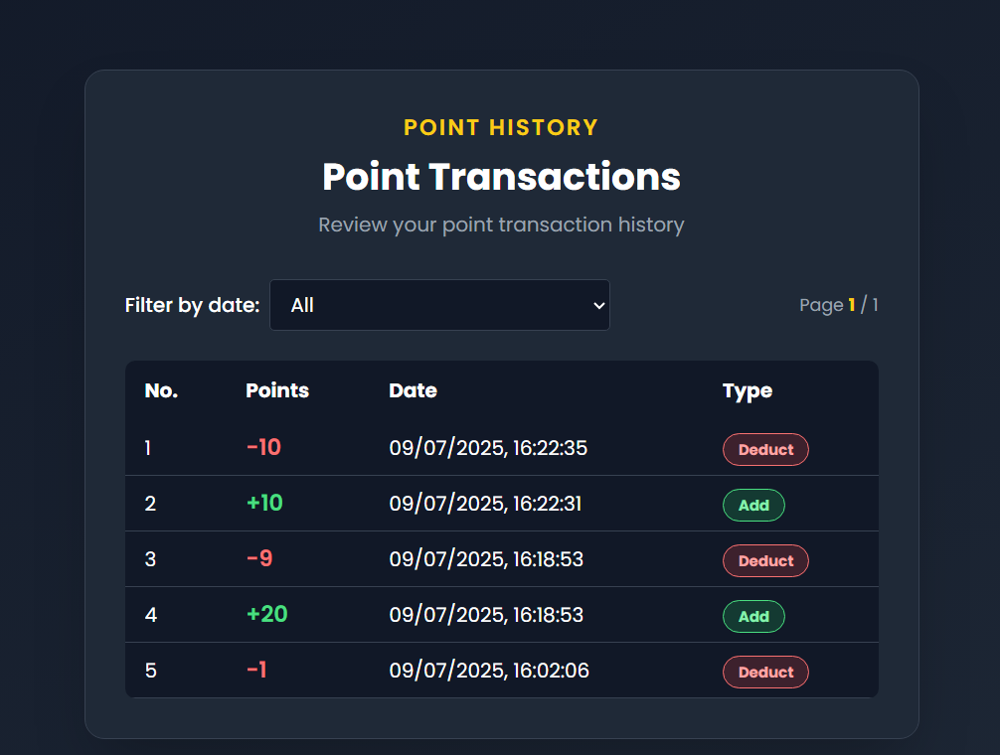 POINT HISTORY
Point Transactions
Review your point transaction history
Filter by date: All Page 1 / 1
No. Points Date Type
1 -10 09/07/2025, 16:22:35 Deduct
2 +10 09/07/2025, 16:22:31 Add
3 -9 09/07/2025, 16:18:53 Deduct
4 +20 09/07/2025, 16:18:53 Add
5 -1 09/07/2025, 16:02:06 Deduct